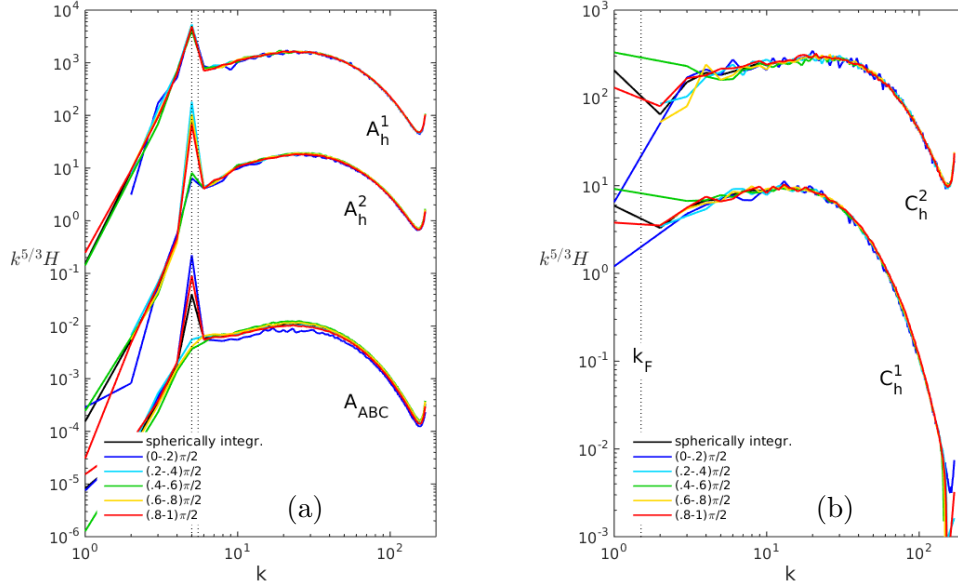 10^5
10^4
10^3
10^2
10^1
10^0
k^{5/3}H
10^-1
10^-2
10^-3
10^-4
10^-5
10^-6
A_h^1
A_h^2
A_ABC
spherically integr.
(0-.2)π/2
(.2-.4)π/2
(.4-.6)π/2
(.6-.8)π/2
(.8-1)π/2
(a)
10^0 10^1 10^2
k
10^3
10^2
10^1
k^{5/3}H
10^0
10^-1
10^-2
10^-3
C_h^2
k_F
C_h^1
spherically integr.
(0-.2)π/2
(.2-.4)π/2
(.4-.6)π/2
(.6-.8)π/2
(.8-1)π/2
(b)
10^0 10^1 10^2
k